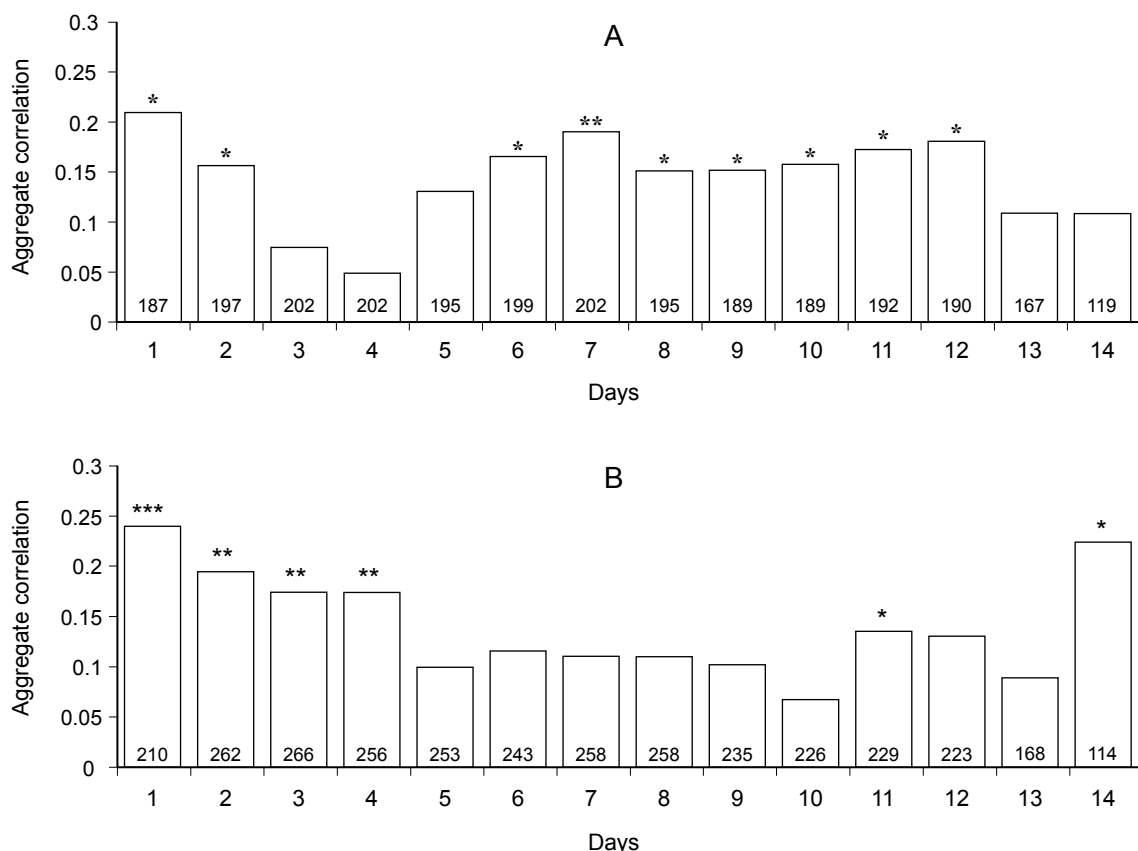 A
Aggregate correlation
0.3
0.25
0.2
0.15
0.1
0.05
0
* * * ** * * * * *
187 197 202 202 195 199 202 195 189 189 192 190 167 119
1 2 3 4 5 6 7 8 9 10 11 12 13 14
Days
B
Aggregate correlation
0.3
0.25
0.2
0.15
0.1
0.05
0
*** ** ** ** * *
210 262 266 256 253 243 258 258 235 226 229 223 168 114
1 2 3 4 5 6 7 8 9 10 11 12 13 14
Days